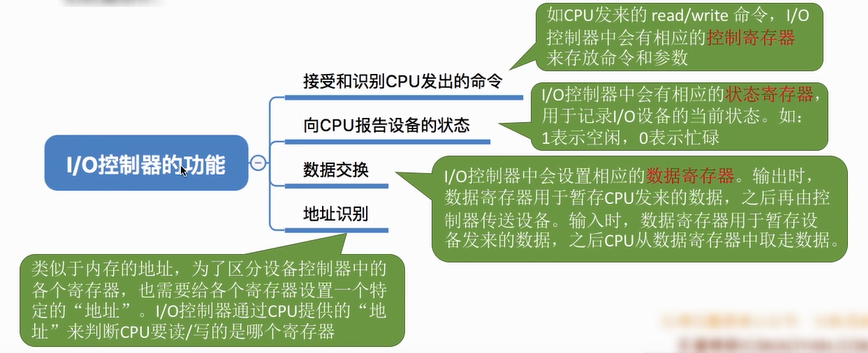 如CPU发来的 read/write 命令，I/O
控制器中会有相应的控制寄存器
来存放命令和参数
接受和识别CPU发出的命令
I/O控制器中会有相应的状态寄存器，
用于记录I/O设备的当前状态。如：
1表示空闲，0表示忙碌
向CPU报告设备的状态
I/O控制器的功能
数据交换
I/O控制器中会设置相应的数据寄存器。输出时，
数据寄存器用于暂存CPU发来的数据，之后再由控
制器传送设备。输入时，数据寄存器用于暂存设
备发来的数据，之后CPU从数据寄存器中取走数据。
地址识别
类似于内存的地址，为了区分设备控制器中的
各个寄存器，也需要给各个寄存器设置一个特
定的“地址”。I/O控制器通过CPU提供的“地
址”来判断CPU要读/写的是哪个寄存器